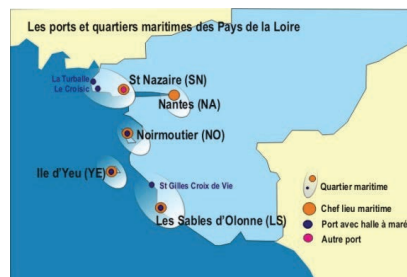 Les ports et quartiers maritimes des Pays de la Loire
La Turballe
Le Croisic
St Nazaire (SN)
Nantes (NA)
Noirmoutier (NO)
Ile d'Yeu (YE)
St Gilles Croix de Vie
Les Sables d'Olonne (LS)
Quartier maritime
Chef lieu maritime
Port avec halle à maré
Autre port